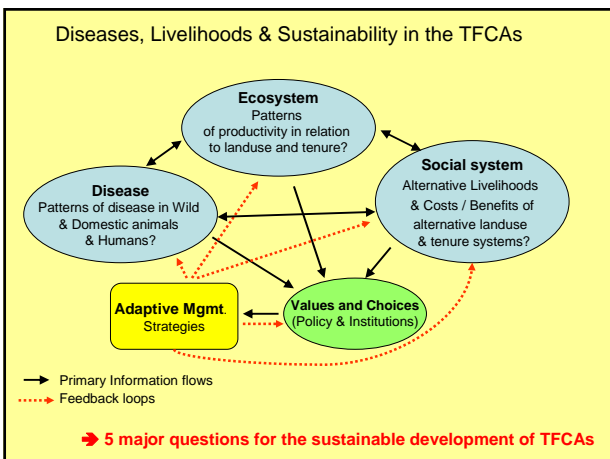 Diseases, Livelihoods & Sustainability in the TFCAs
Ecosystem
Patterns
of productivity in relation
to landuse and tenure?
Social system
Alternative Livelihoods
& Costs / Benefits of
alternative landuse
& tenure systems?
Disease
Patterns of disease in Wild
& Domestic animals
& Humans?
Adaptive Mgmt.
Strategies
Values and Choices
(Policy & Institutions)
Primary Information flows
Feedback loops
➔ 5 major questions for the sustainable development of TFCAs